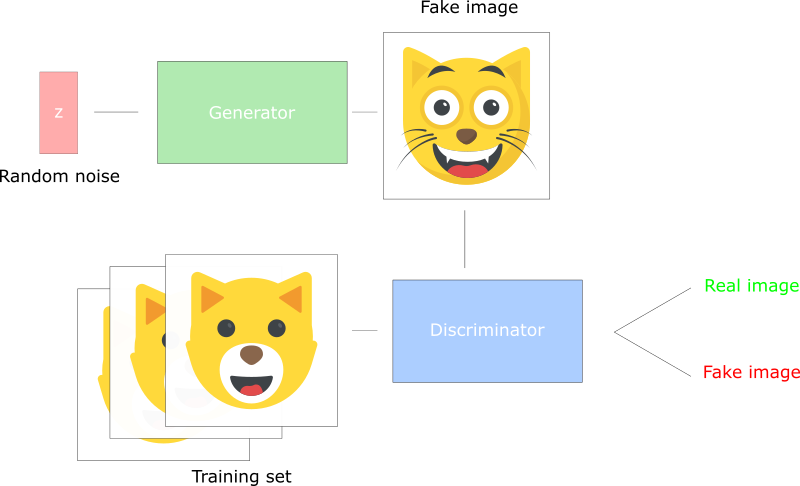 Fake image
z
Generator
Random noise
Real image
Discriminator
Fake image
Training set